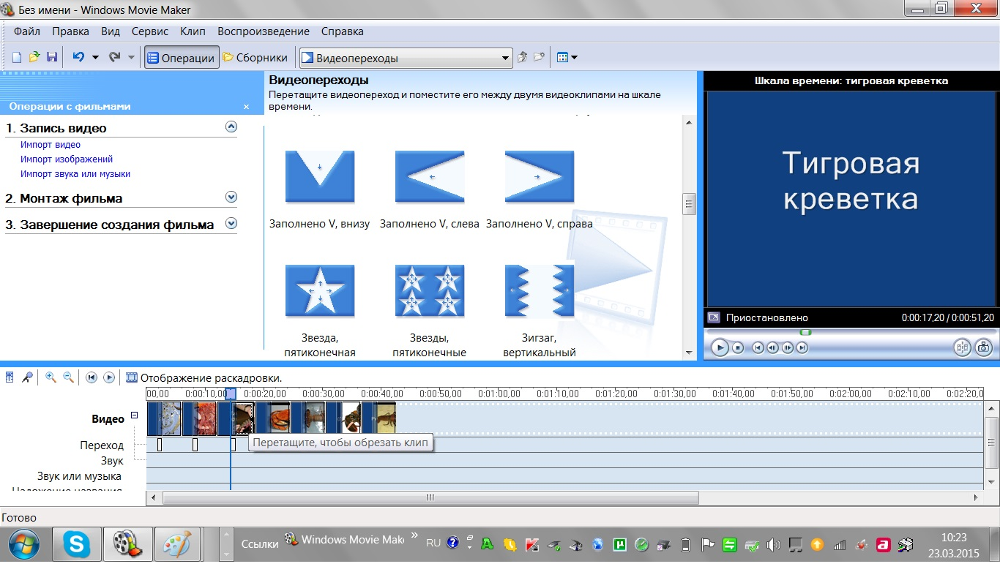 Без имени - Windows Movie Maker
Файл Правка Вид Сервис Клип Воспроизведение Справка
Операции Сборники Видеопереходы
Операции с фильмами
1. Запись видео
Импорт видео
Импорт изображений
Импорт звука или музыки
2. Монтаж фильма
3. Завершение создания фильма
Видеопереходы
Перетащите видеопереход и поместите его между двумя видеоклипами на шкале
времени.
Заполнено V, внизу Заполнено V, слева Заполнено V, справа
Звезда,
пятиконечная
Звезды,
пятиконечные
Зигзаг,
вертикальный
Шкала времени: тигровая креветка
Тигровая
креветка
Приостановлено 0:00:17,20 / 0:00:51,20
Отображение раскадровки.
00,00 0:00:10,00 0:00:20,00 0:00:30,00 0:00:40,00 0:00:50,00 0:01:00,00 0:01:10,00 0:01:20,00 0:01:30,00 0:01:40,00 0:01:50,00 0:02:00,00 0:02:10,00 0:02:20,0
Видео
Переход
Перетащите, чтобы обрезать клип
Звук
Звук или музыка
Наложение названия
Готово
Ссылки Windows Movie Mak » RU 10:23
23.03.2015